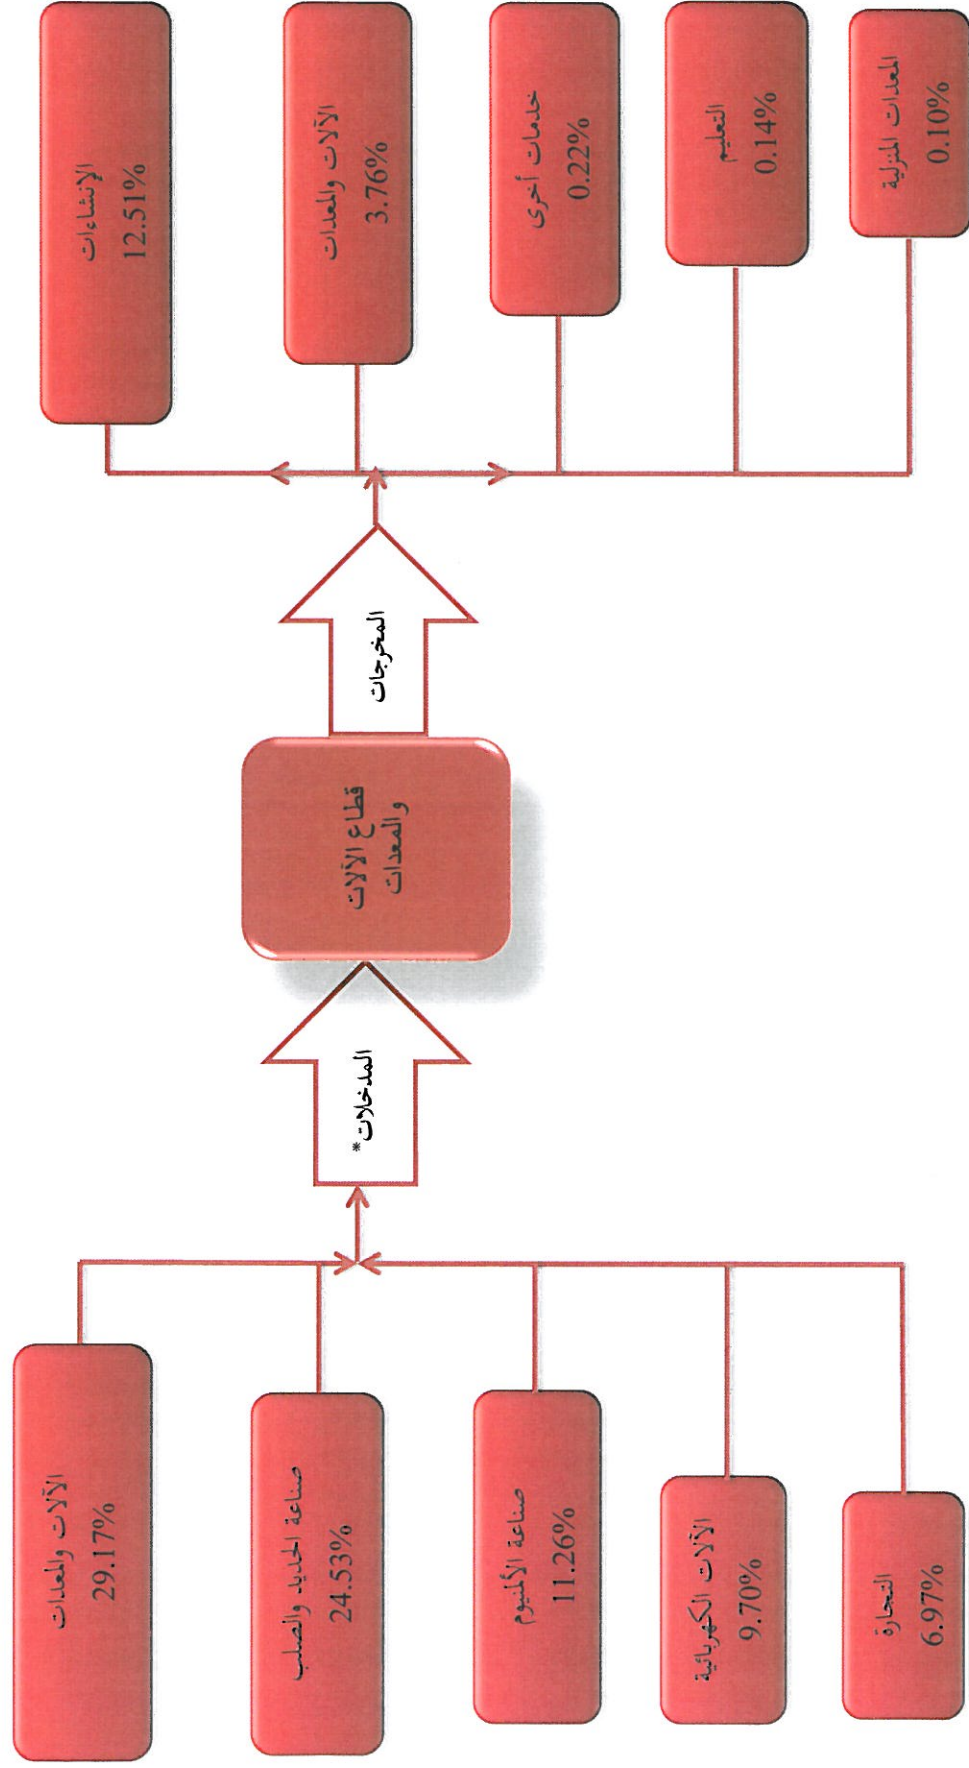 الآلات والمعدات
29.17%
صناعة الحديد والصلب
24.53%
صناعة الألمنيوم
11.26%
الآلات الكهربائية
9.70%
التجارة
6.97%
المدخلات*
قطاع الآلات
والمعدات
المخرجات
الإنشاءات
12.51%
الآلات والمعدات
3.76%
خدمات أخرى
0.22%
التعليم
0.14%
المعدات المنزلية
0.10%